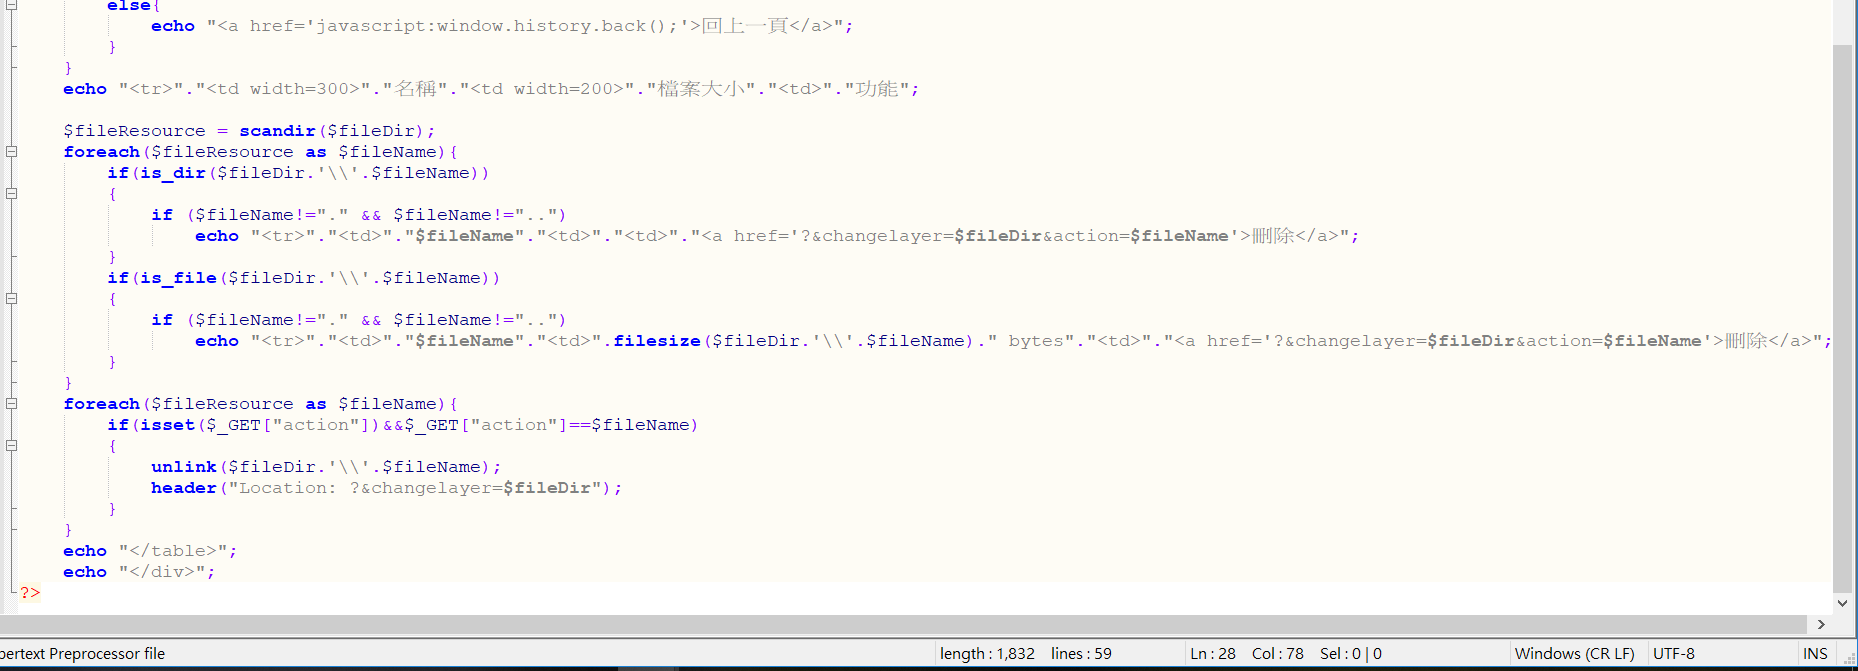 else{
echo "<a href='javascript:window.history.back();'>回上一頁</a>";
}
}
echo "<tr>"."<td width=300>"."名稱"."<td width=200>"."檔案大小"."<td>"."功能";
$fileResource = scandir($fileDir);
foreach($fileResource as $fileName){
if(is_dir($fileDir.'\\'.$fileName))
{
if ($fileName!="." && $fileName!="..")
echo "<tr>"."<td>"."$fileName"."<td>"."<td>"."<a href='?&changelayer=$fileDir&action=$fileName'>刪除</a>";
}
if(is_file($fileDir.'\\'.$fileName))
{
if ($fileName!="." && $fileName!="..")
echo "<tr>"."<td>"."$fileName"."<td>".filesize($fileDir.'\\'.$fileName)." bytes"."<td>"."<a href='?&changelayer=$fileDir&action=$fileName'>刪除</a>";
}
}
foreach($fileResource as $fileName){
if(isset($_GET["action"])&&$_GET["action"]==$fileName)
{
unlink($fileDir.'\\'.$fileName);
header("Location: ?&changelayer=$fileDir");
}
}
echo "</table>";
echo "</div>";
?>
pertext Preprocessor file length : 1,832 lines : 59 Ln : 28 Col : 78 Sel : 0 | 0 Windows (CR LF) UTF-8 INS